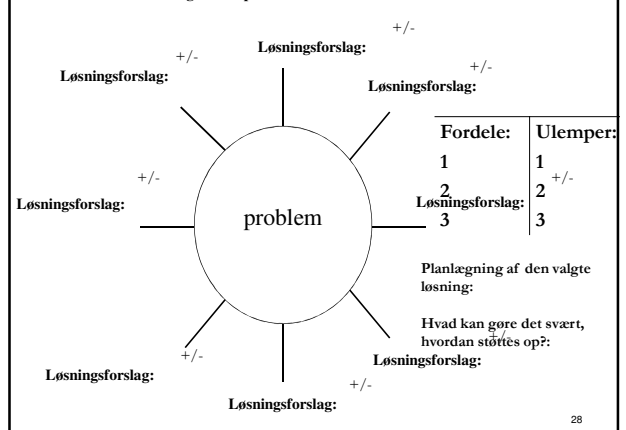 +/-
Løsningsforslag:
+/-
Løsningsforslag:
+/-
Løsningsforslag:
Fordele: Ulemper:
1 1
2 2 +/-
Løsningsforslag:
3 3
+/-
Løsningsforslag:
problem
Planlægning af den valgte
løsning:
Hvad kan gøre det svært,
hvordan støttes op?:
+/-
Løsningsforslag:
+/-
Løsningsforslag:
+/-
Løsningsforslag:
28